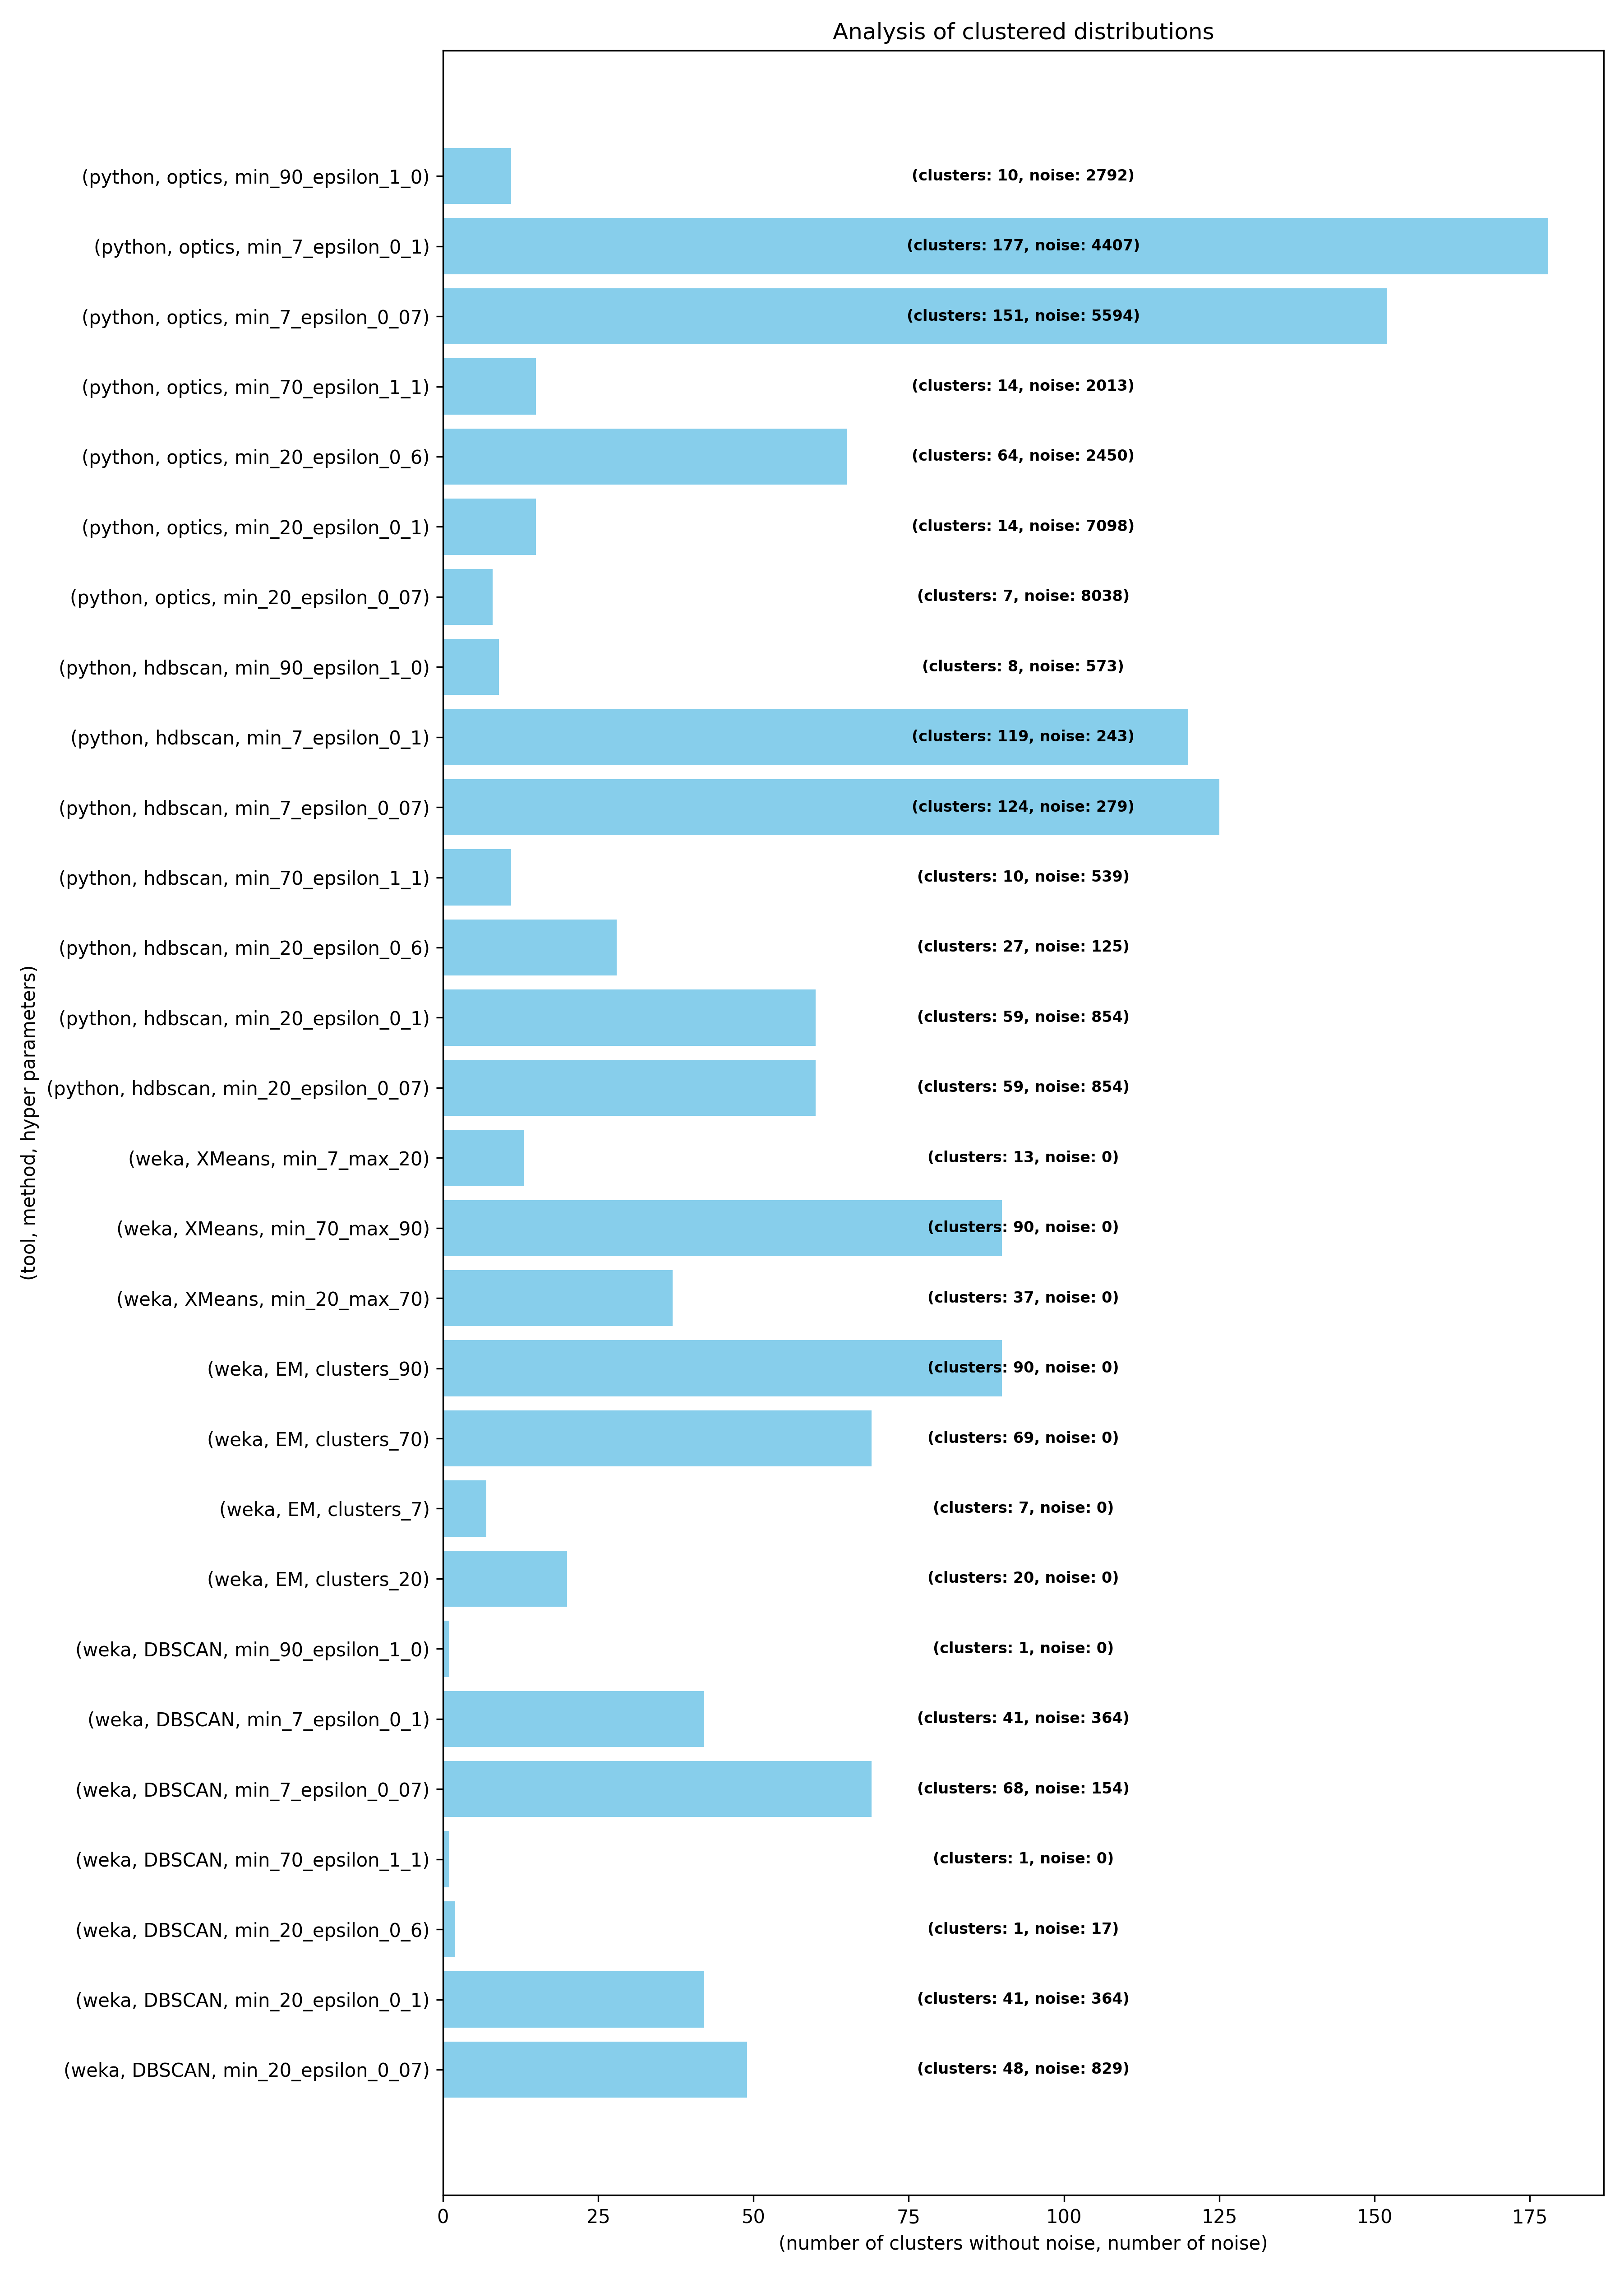 Analysis of clustered distributions
(python, optics, min_90_epsilon_1_0) (clusters: 10, noise: 2792)
(python, optics, min_7_epsilon_0_1) (clusters: 177, noise: 4407)
(python, optics, min_7_epsilon_0_07) (clusters: 151, noise: 5594)
(python, optics, min_70_epsilon_1_1) (clusters: 14, noise: 2013)
(python, optics, min_20_epsilon_0_6) (clusters: 64, noise: 2450)
(python, optics, min_20_epsilon_0_1) (clusters: 14, noise: 7098)
(python, optics, min_20_epsilon_0_07) (clusters: 7, noise: 8038)
(python, hdbscan, min_90_epsilon_1_0) (clusters: 8, noise: 573)
(python, hdbscan, min_7_epsilon_0_1) (clusters: 119, noise: 243)
(python, hdbscan, min_7_epsilon_0_07) (clusters: 124, noise: 279)
(python, hdbscan, min_70_epsilon_1_1) (clusters: 10, noise: 539)
(python, hdbscan, min_20_epsilon_0_6) (clusters: 27, noise: 125)
(python, hdbscan, min_20_epsilon_0_1) (clusters: 59, noise: 854)
(python, hdbscan, min_20_epsilon_0_07) (clusters: 59, noise: 854)
(weka, XMeans, min_7_max_20) (clusters: 13, noise: 0)
(weka, XMeans, min_70_max_90) (clusters: 90, noise: 0)
(weka, XMeans, min_20_max_70) (clusters: 37, noise: 0)
(weka, EM, clusters_90) (clusters: 90, noise: 0)
(weka, EM, clusters_70) (clusters: 69, noise: 0)
(weka, EM, clusters_7) (clusters: 7, noise: 0)
(weka, EM, clusters_20) (clusters: 20, noise: 0)
(weka, DBSCAN, min_90_epsilon_1_0) (clusters: 1, noise: 0)
(weka, DBSCAN, min_7_epsilon_0_1) (clusters: 41, noise: 364)
(weka, DBSCAN, min_7_epsilon_0_07) (clusters: 68, noise: 154)
(weka, DBSCAN, min_70_epsilon_1_1) (clusters: 1, noise: 0)
(weka, DBSCAN, min_20_epsilon_0_6) (clusters: 1, noise: 17)
(weka, DBSCAN, min_20_epsilon_0_1) (clusters: 41, noise: 364)
(weka, DBSCAN, min_20_epsilon_0_07) (clusters: 48, noise: 829)
(tool, method, hyper parameters)
0 25 50 75 100 125 150 175
(number of clusters without noise, number of noise)